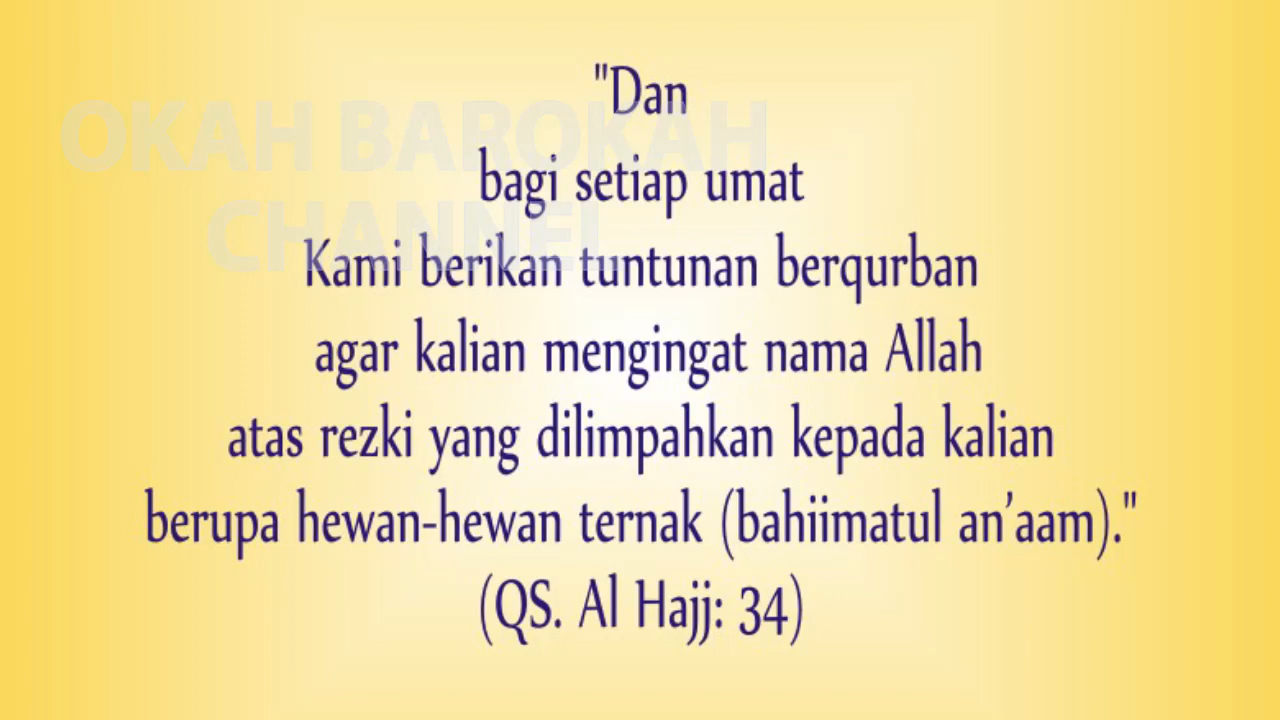 "Dan
OKAH BAROKAH
bagi setiap umat
CHANNEL
Kami berikan tuntunan berqurban
agar kalian mengingat nama Allah
atas rezki yang dilimpahkan kepada kalian
berupa hewan-hewan ternak (bahiimatul an’aam)."
(QS. Al Hajj: 34)